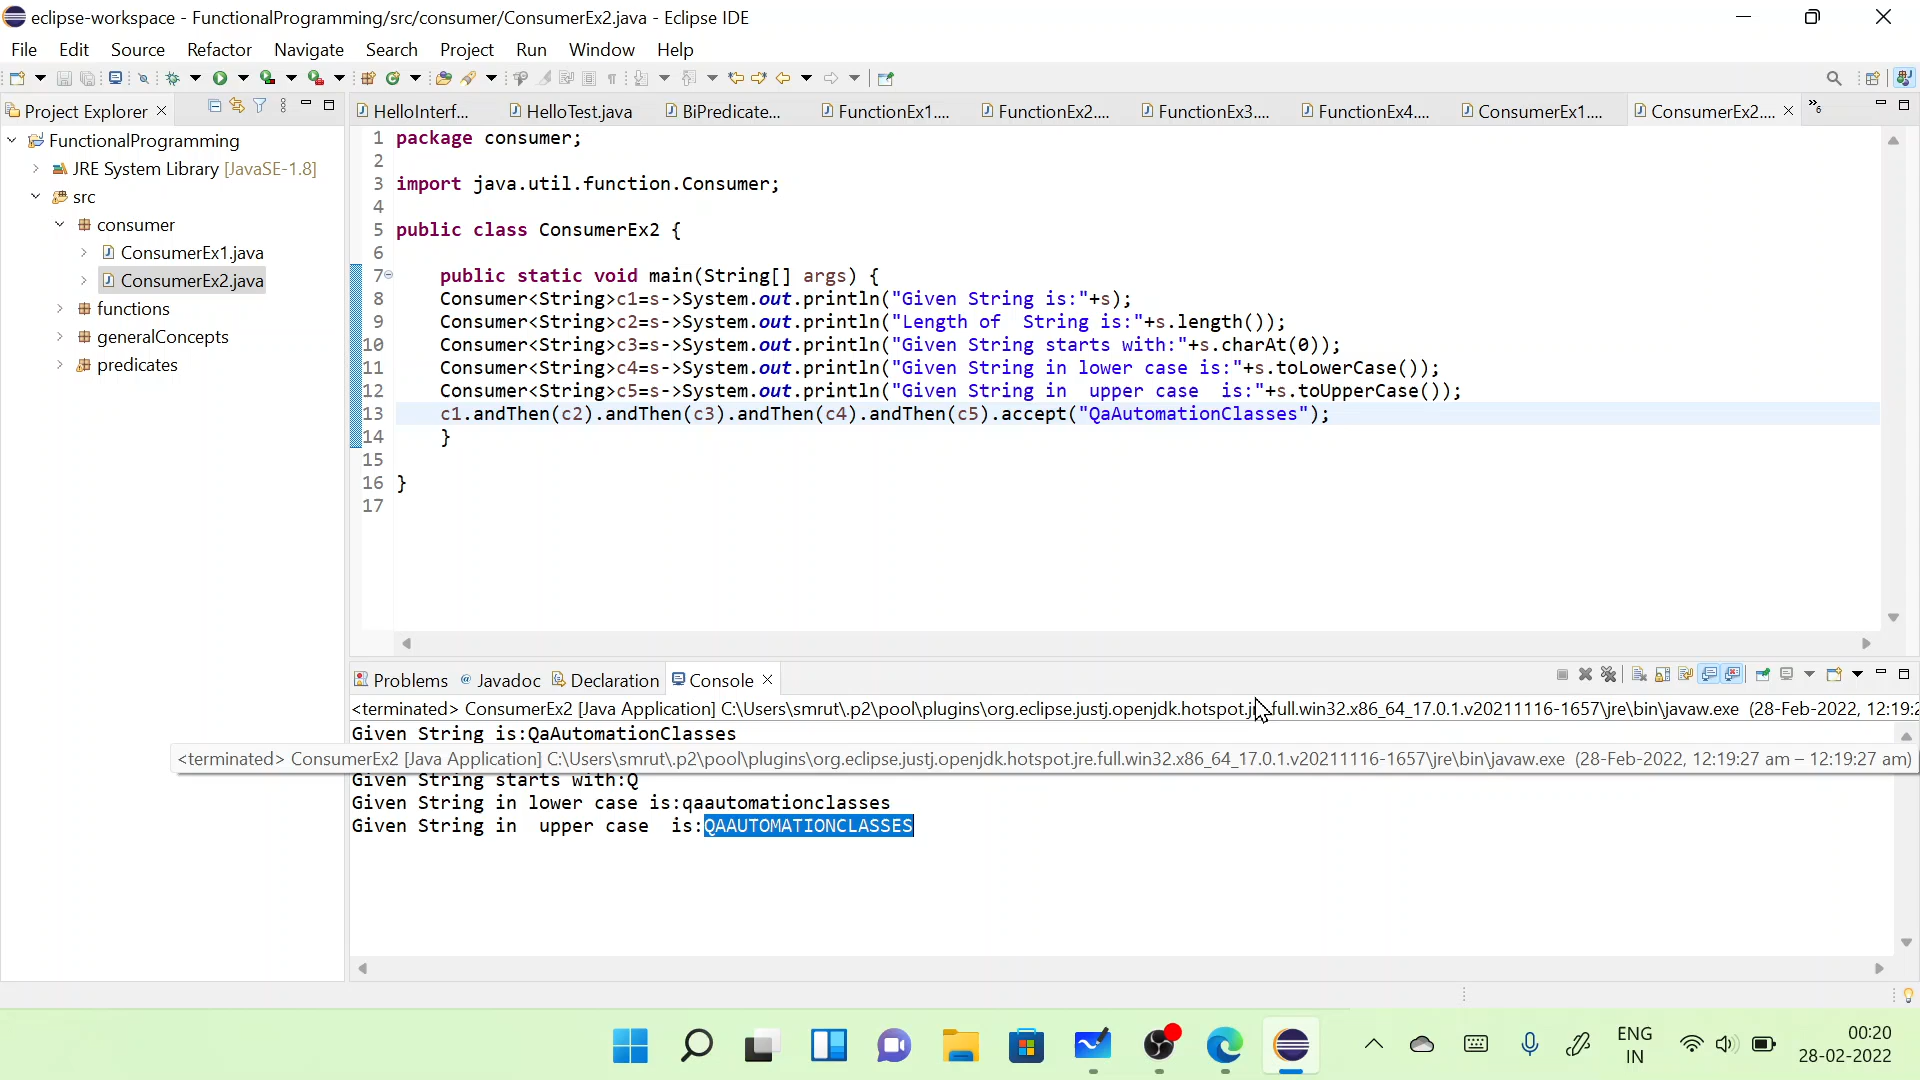 eclipse-workspace - FunctionalProgramming/src/consumer/ConsumerEx2.java - Eclipse IDE
File Edit Source Refactor Navigate Search Project Run Window Help
Project Explorer
FunctionalProgramming
JRE System Library [JavaSE-1.8]
src
consumer
ConsumerEx1.java
ConsumerEx2.java
functions
generalConcepts
predicates
HelloInterf... HelloTest.java BiPredicate... FunctionEx1.... FunctionEx2.... FunctionEx3.... FunctionEx4.... ConsumerEx1.... ConsumerEx2.... 6
1 package consumer;
2
3 import java.util.function.Consumer;
4
5 public class ConsumerEx2 {
6
7 public static void main(String[] args) {
8 Consumer<String>c1=s->System.out.println("Given String is:"+s);
9 Consumer<String>c2=s->System.out.println("Length of  String is:"+s.length());
10 Consumer<String>c3=s->System.out.println("Given String starts with:"+s.charAt(0));
11 Consumer<String>c4=s->System.out.println("Given String in lower case is:"+s.toLowerCase());
12 Consumer<String>c5=s->System.out.println("Given String in  upper case  is:"+s.toUpperCase());
13 c1.andThen(c2).andThen(c3).andThen(c4).andThen(c5).accept("QaAutomationClasses");
14 }
15
16 }
17
Problems @ Javadoc Declaration Console
<terminated> ConsumerEx2 [Java Application] C:\Users\smrut\.p2\pool\plugins\org.eclipse.justj.openjdk.hotspot.jre.full.win32.x86_64_17.0.1.v20211116-1657\jre\bin\javaw.exe (28-Feb-2022, 12:19:2
Given String is:QaAutomationClasses
<terminated> ConsumerEx2 [Java Application] C:\Users\smrut\.p2\pool\plugins\org.eclipse.justj.openjdk.hotspot.jre.full.win32.x86_64_17.0.1.v20211116-1657\jre\bin\javaw.exe (28-Feb-2022, 12:19:27 am – 12:19:27 am)
Given String starts with:Q
Given String in lower case is:qaautomationclasses
Given String in  upper case  is:QAAUTOMATIONCLASSES
ENG
IN
00:20
28-02-2022